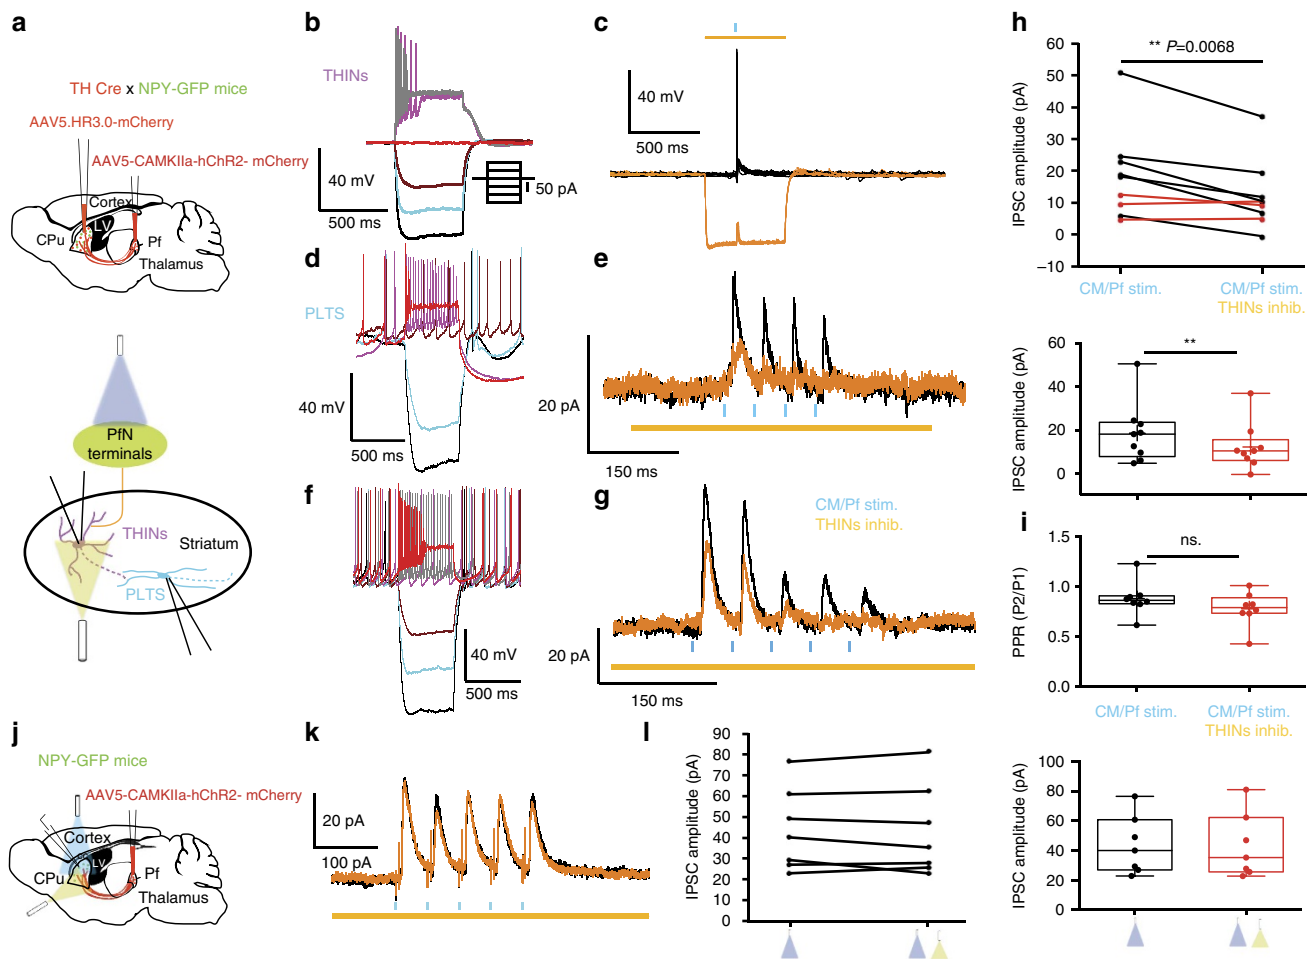 a
TH Cre x NPY-GFP mice
AAV5.HR3.0-mCherry
AAV5-CAMKIIa-hChR2- mCherry
Cortex
LV
CPu
Pf
Thalamus
PfN
terminals
THINs
Striatum
PLTS
b
THINs
40 mV
500 ms
50 pA
c
40 mV
500 ms
d
PLTS
40 mV
500 ms
e
20 pA
150 ms
f
40 mV
500 ms
g
CM/Pf stim.
THINs inhib.
20 pA
150 ms
h
** P=0.0068
IPSC amplitude (pA)
60
50
40
30
20
10
0
–10
CM/Pf stim.
CM/Pf stim.
THINs inhib.
**
IPSC amplitude (pA)
60
40
20
0
i
ns.
PPR (P2/P1)
1.5
1.0
0.5
0.0
CM/Pf stim.
CM/Pf stim.
THINs inhib.
j
NPY-GFP mice
AAV5-CAMKIIa-hChR2- mCherry
Cortex
LV
CPu
Pf
Thalamus
k
20 pA
100 pA
l
IPSC amplitude (pA)
90
80
70
60
50
40
30
20
10
0
IPSC amplitude (pA)
100
80
60
40
20
0